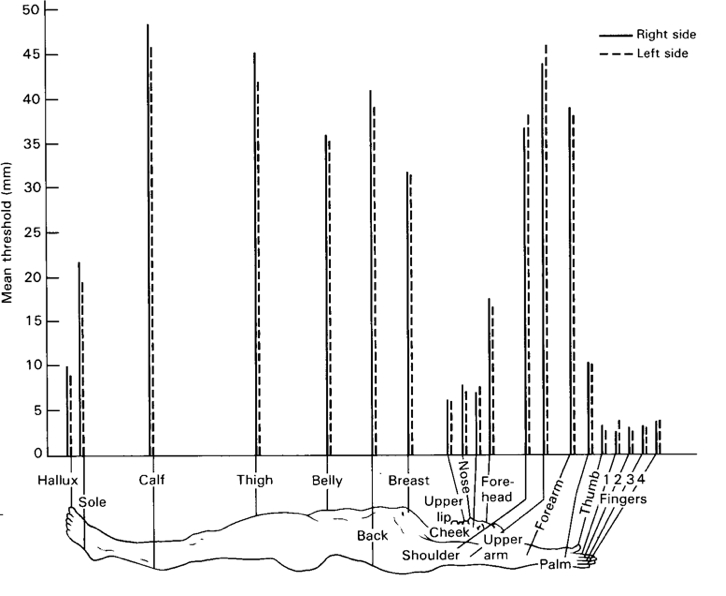 50
45
40
35
30
25
20
15
10
5
0
Mean threshold (mm)
Right side
Left side
Hallux
Sole
Calf
Thigh
Belly
Back
Breast
Upper
lip
Nose
Cheek
Fore-
head
Shoulder
Upper
arm
Forearm
Palm
Thumb
1 2 3 4
Fingers